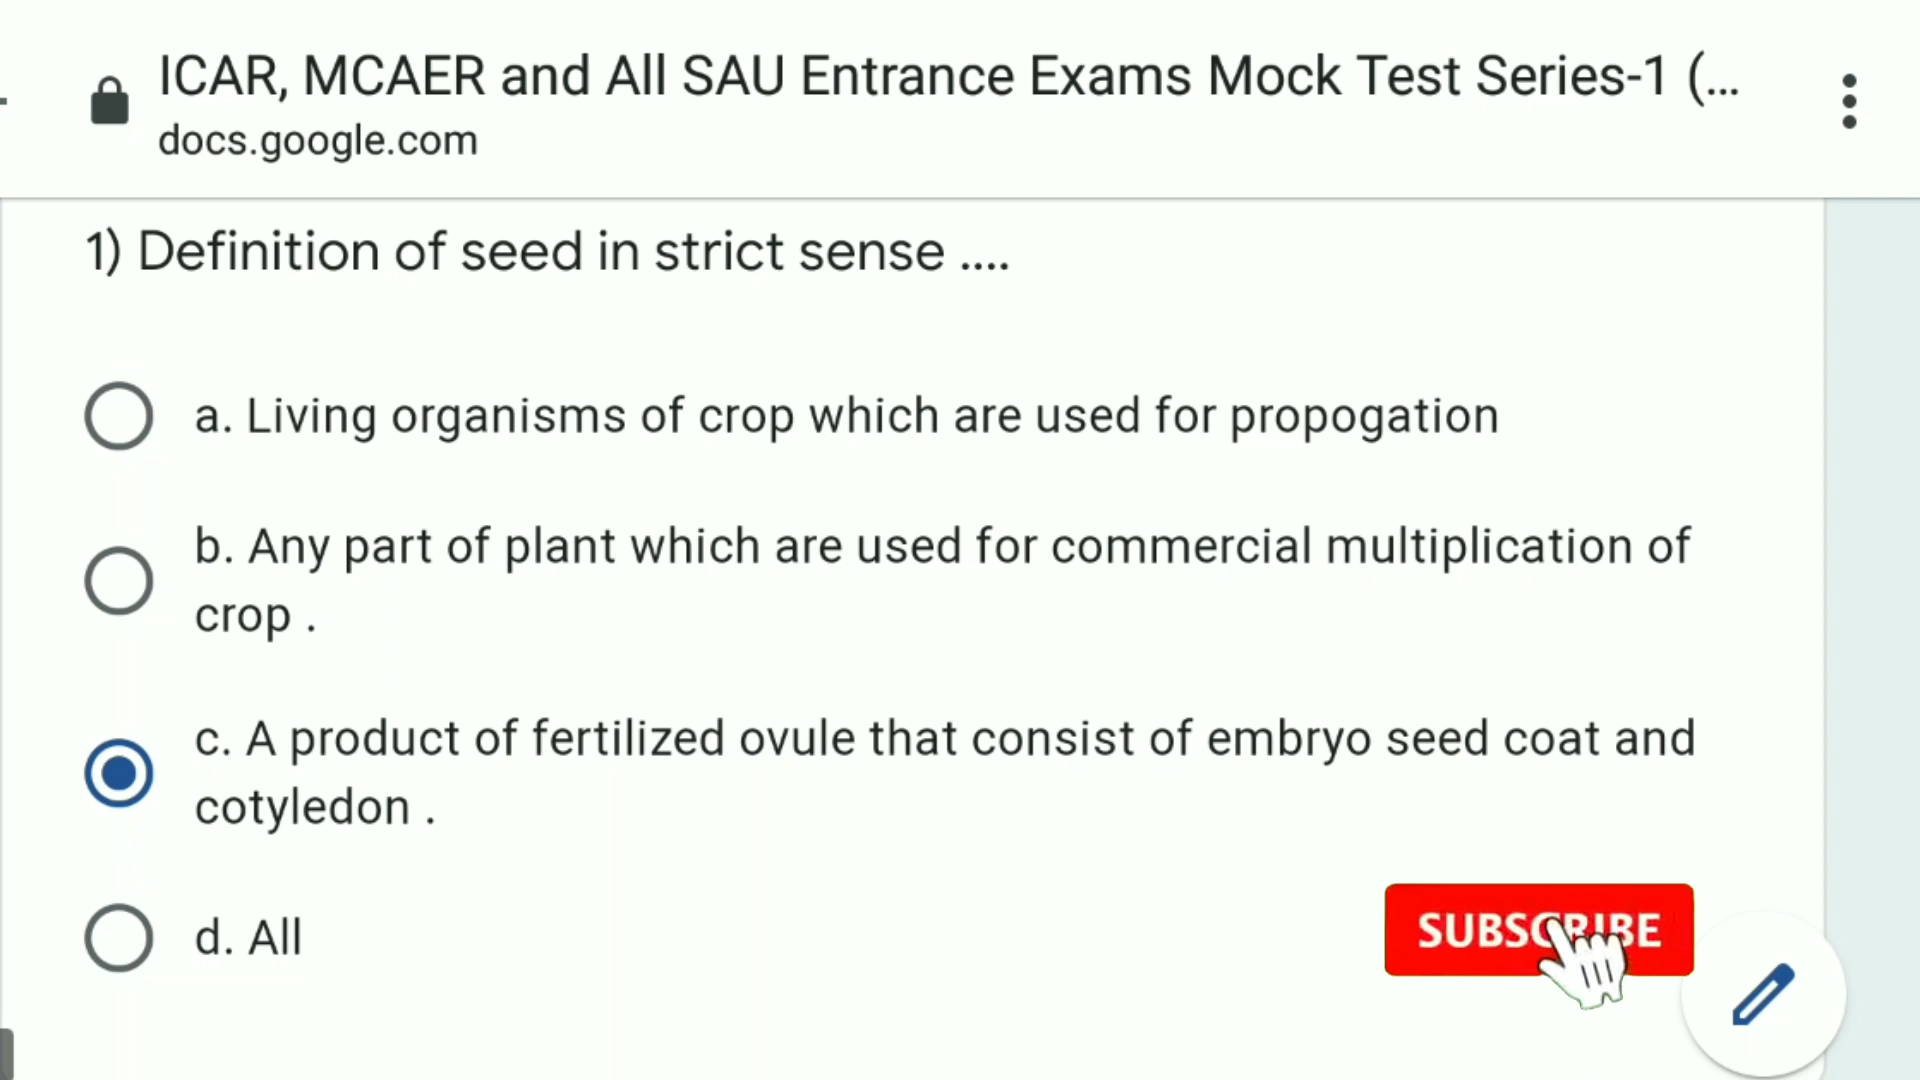 ICAR, MCAER and All SAU Entrance Exams Mock Test Series-1 (...
docs.google.com
1) Definition of seed in strict sense ....
a. Living organisms of crop which are used for propogation
b. Any part of plant which are used for commercial multiplication of
crop .
c. A product of fertilized ovule that consist of embryo seed coat and
cotyledon .
d. All
SUBSCRIBE